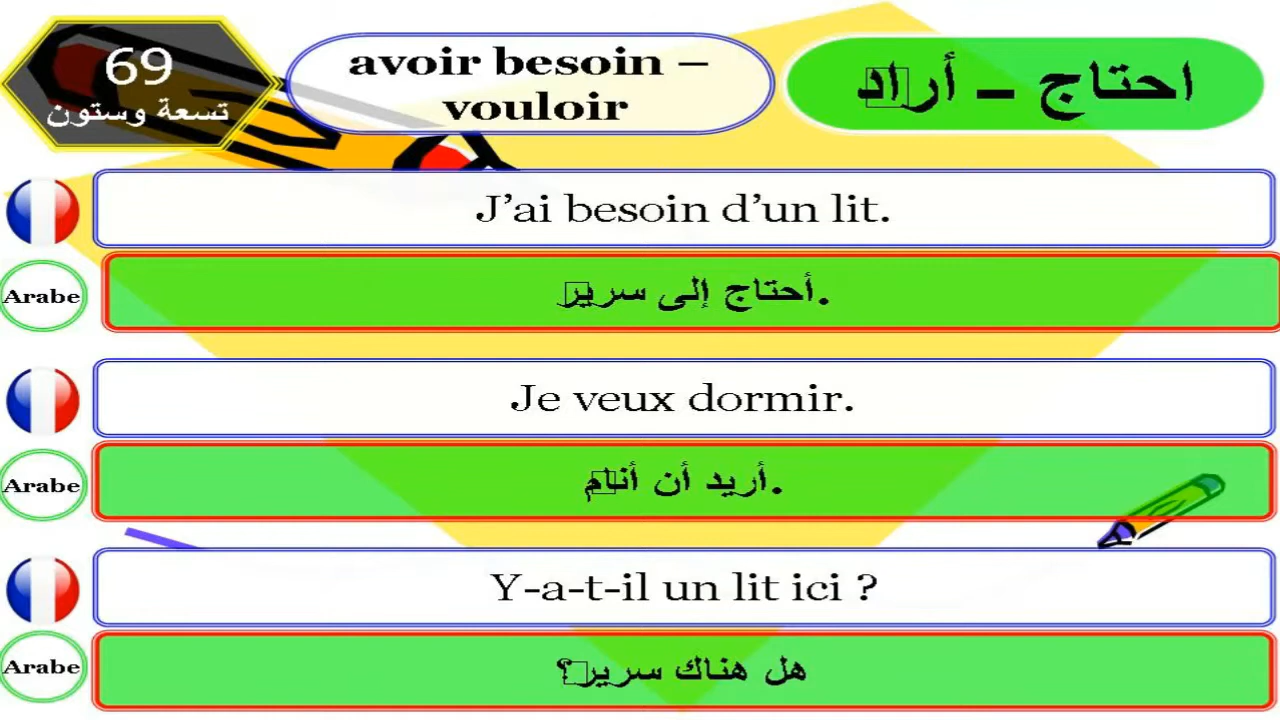 69
تسعة وستون
avoir besoin –
vouloir
احتاج – أراد
J’ai besoin d’un lit.
Arabe
أحتاج إلى سرير.
Je veux dormir.
Arabe
أريد أن أنام.
Y-a-t-il un lit ici ?
Arabe
هل هناك سرير؟